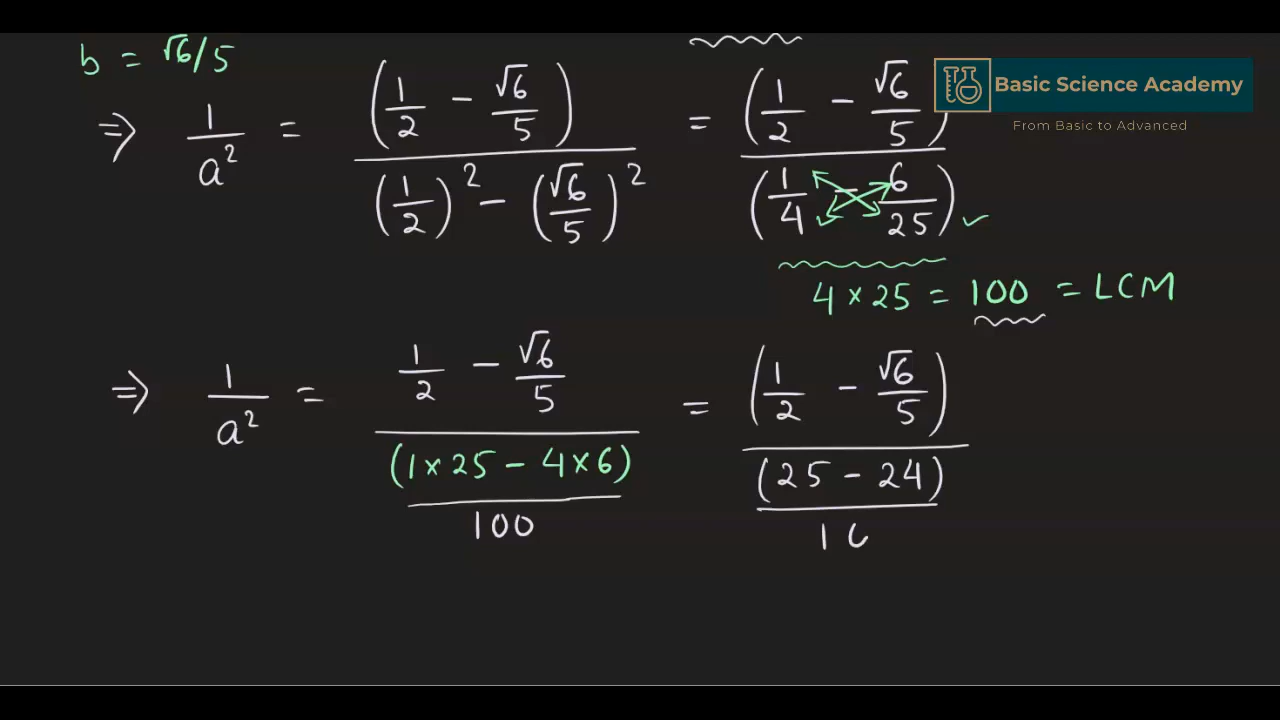 b = √6/5
Basic Science Academy
From Basic to Advanced
⇒ 1/a² = (1/2 − √6/5) / ((1/2)² − (√6/5)²) = (1/2 − √6/5) / (1/4 − 6/25) ✓
4 × 25 = 100 = LCM
⇒ 1/a² = (1/2 − √6/5) / ((1×25 − 4×6)/100) = (1/2 − √6/5) / ((25 − 24)/10